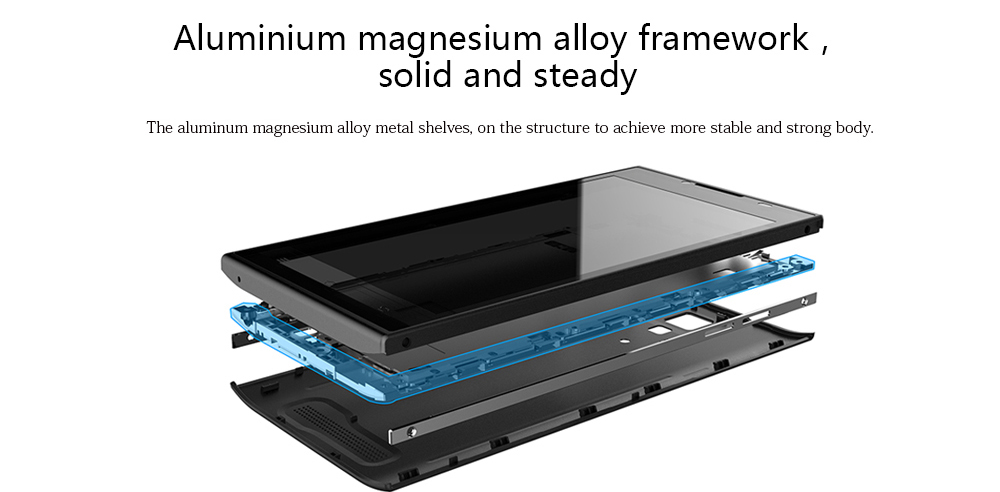 Aluminium magnesium alloy framework ,
solid and steady
The aluminum magnesium alloy metal shelves, on the structure to achieve more stable and strong body.